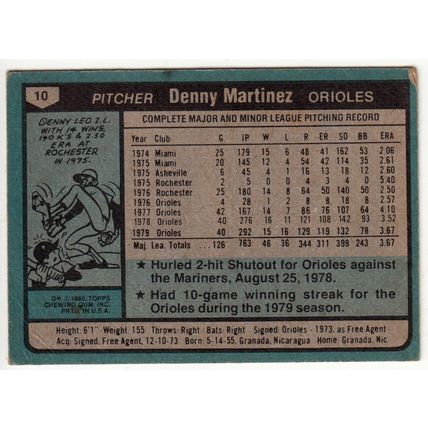 10 PITCHER Denny Martinez ORIOLES
DENNY LED I.L.
WITH 14 WINS,
140 K'S & 2.50
ERA AT
ROCHESTER
IN 1975.
© 1980 TOPPS
CHEWING GUM, INC.
PRTD. IN U.S.A.
COMPLETE MAJOR AND MINOR LEAGUE PITCHING RECORD
Year Club G IP W L R ER SO BB ERA
1974 Miami 25 179 15 6 48 41 162 53 2.06
1975 Miami 20 145 12 4 54 42 114 35 2.61
1975 Asheville 6 45 4 1 16 13 18 12 2.60
1975 Rochester 2 5 0 0 4 3 4 2 5.40
1976 Rochester 25 180 14 8 64 50 140 50 2.50
1976 Orioles 4 28 1 2 8 8 18 8 2.57
1977 Orioles 42 167 14 7 86 76 107 64 4.10
1978 Orioles 40 276 16 11 121 108 142 93 3.52
1979 Orioles 40 292 15 16 129 119 132 78 3.67
Maj. Lea. Totals 126 763 46 36 344 311 399 243 3.67
★ Hurled 2-hit Shutout for Orioles against
the Mariners, August 25, 1978.
★ Had 10-game winning streak for the
Orioles during the 1979 season.
Height: 6'1" Weight: 155 Throws: Right Bats: Right Signed: Orioles - 1973, as Free Agent
Acq: Signed, Free Agent, 12-10-73 Born: 5-14-55, Granada, Nicaragua Home: Granada, Nic